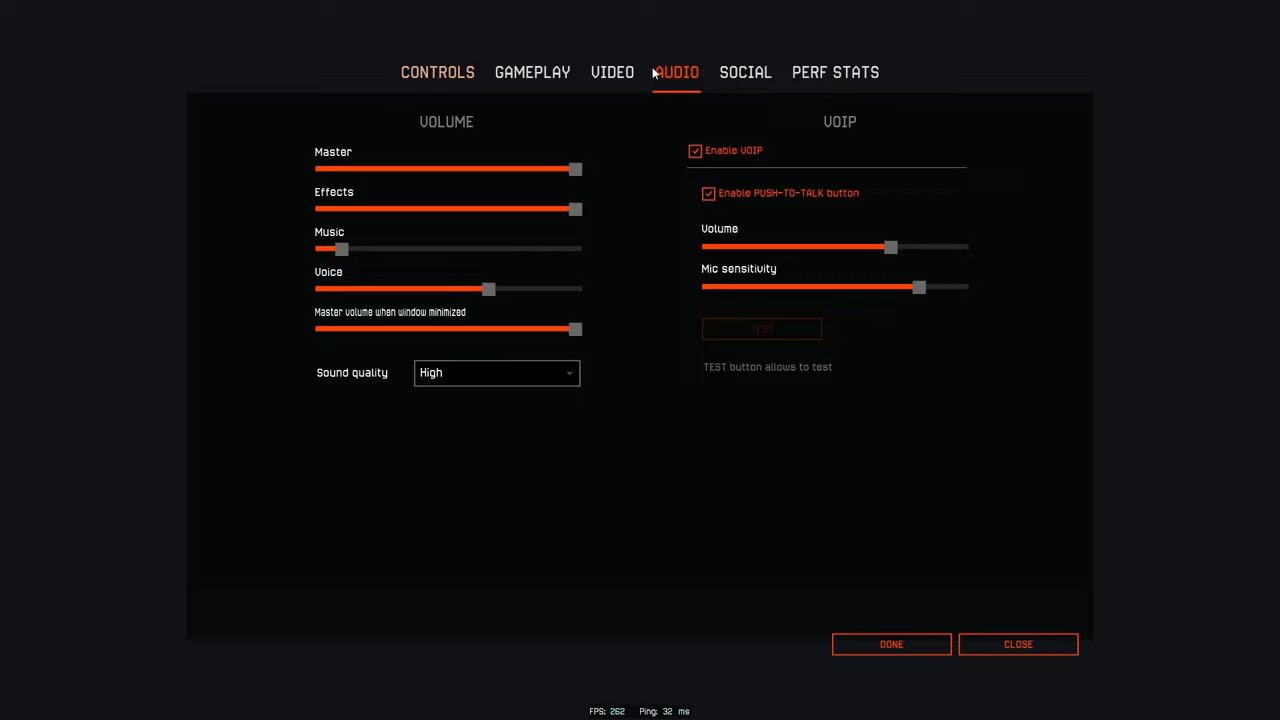 CONTROLS GAMEPLAY VIDEO AUDIO SOCIAL PERF STATS
VOLUME
Master
Effects
Music
Voice
Master volume when window minimized
Sound quality High
VOIP
Enable VOIP
Enable PUSH-TO-TALK button
Volume
Mic sensitivity
TEST
TEST button allows to test
DONE CLOSE
FPS: 262 Ping: 32 ms